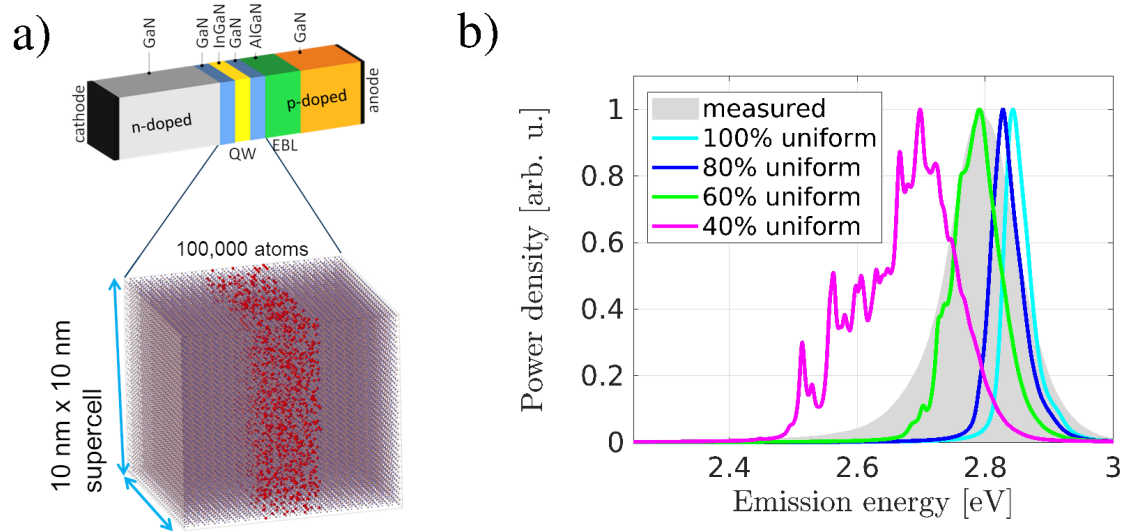 a)
GaN
GaN
InGaN
GaN
AlGaN
GaN
cathode
n-doped
p-doped
anode
QW
EBL
100,000 atoms
10 nm x 10 nm
supercell
b)
measured
100% uniform
80% uniform
60% uniform
40% uniform
Power density [arb. u.]
1
0.8
0.6
0.4
0.2
0
2.4
2.6
2.8
3
Emission energy [eV]